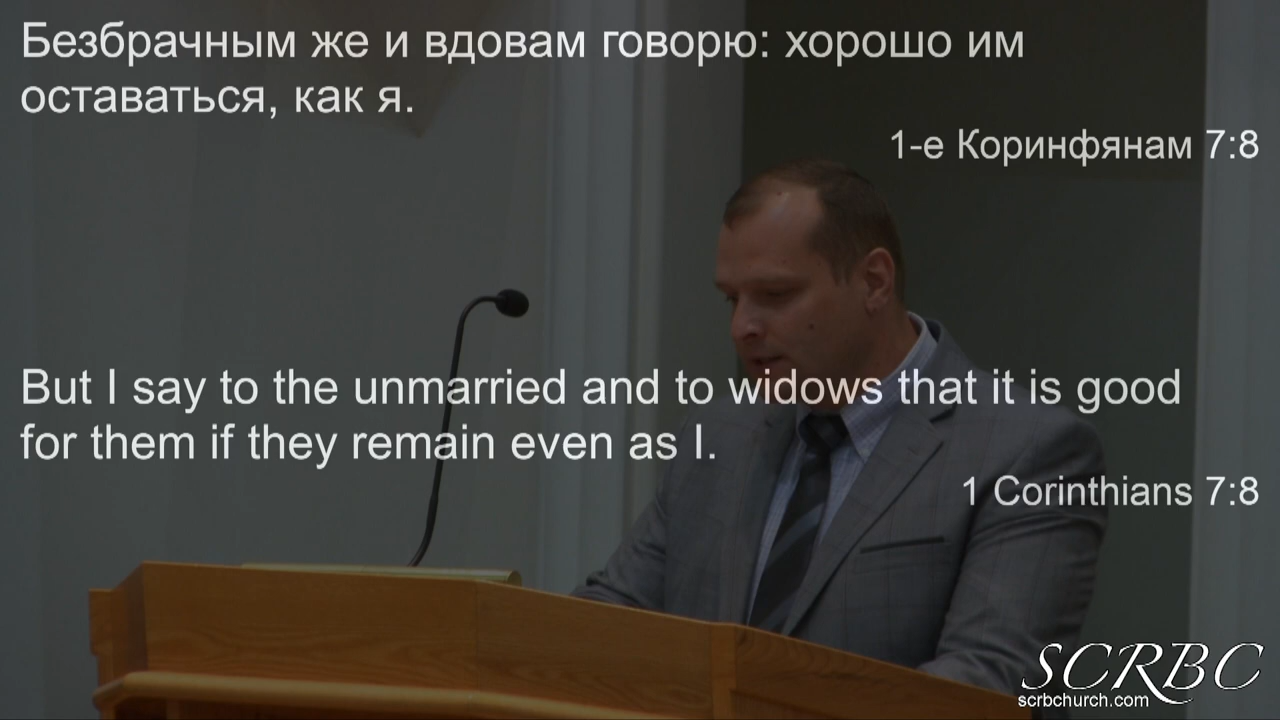 Безбрачным же и вдовам говорю: хорошо им
оставаться, как я.
1-е Коринфянам 7:8
But I say to the unmarried and to widows that it is good
for them if they remain even as I.
1 Corinthians 7:8
SCRBC
scrbchurch.com